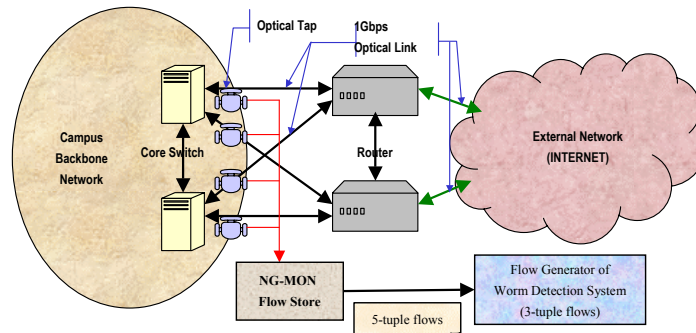 Optical Tap
1Gbps
Optical Link
Campus
Backbone
Network
Core Switch
Router
External Network
(INTERNET)
NG-MON
Flow Store
5-tuple flows
Flow Generator of
Worm Detection System
(3-tuple flows)